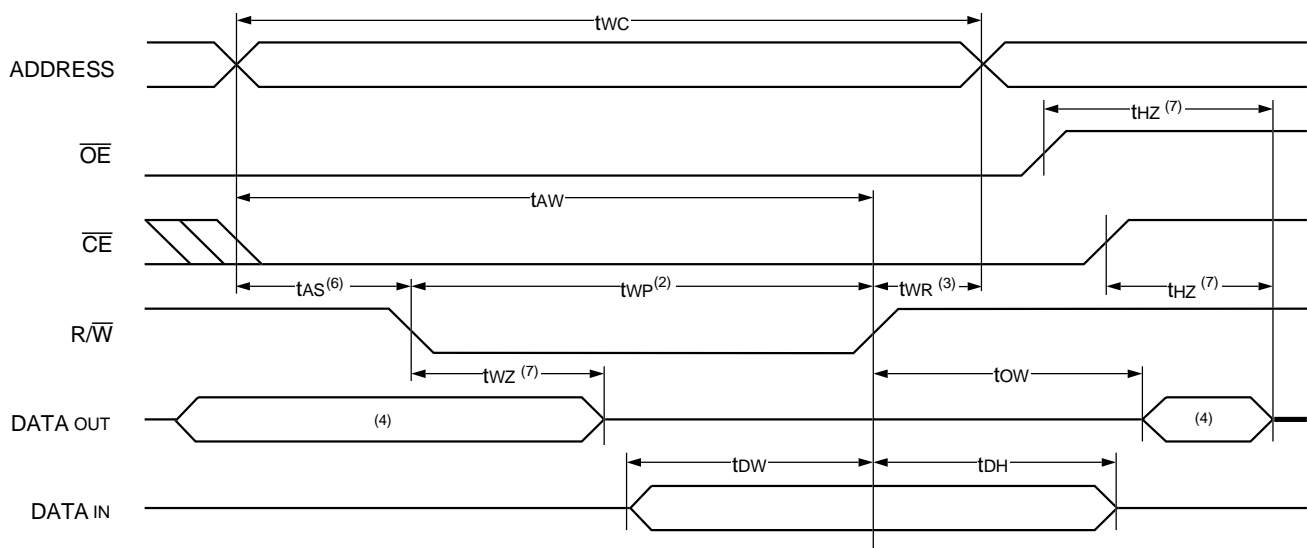 tWC
ADDRESS
tHZ (7)
OE
tAW
CE
tAS(6) tWP(2) tWR (3) tHZ (7)
R/W
tWZ (7) tOW
DATA OUT (4) (4)
tDW tDH
DATA IN